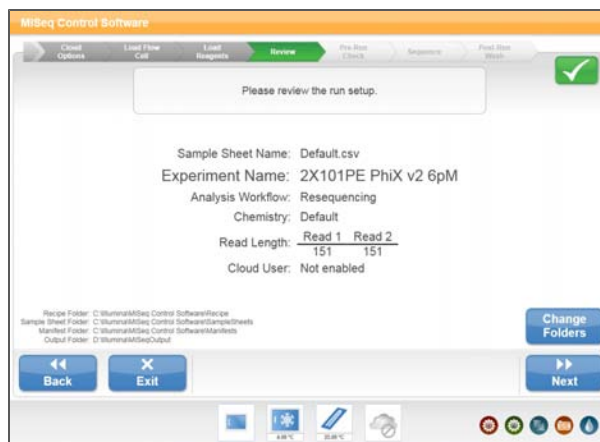 MiSeq Control Software
Cloud Options
Load Flow Cell
Load Reagents
Review
Pre-Run Check
Sequence
Post-Run Wash
Please review the run setup.
Sample Sheet Name: Default.csv
Experiment Name: 2X101PE PhiX v2 6pM
Analysis Workflow: Resequencing
Chemistry: Default
Read Length: Read 1 Read 2
151 151
Cloud User: Not enabled
Recipe Folder: C:\Illumina\MiSeq Control Software\Recipe
Sample Sheet Folder: C:\Illumina\MiSeq Control Software\SampleSheets
Manifest Folder: C:\Illumina\MiSeq Control Software\Manifests
Output Folder: D:\Illumina\MiSeqOutput
Change
Folders
Back
Exit
Next